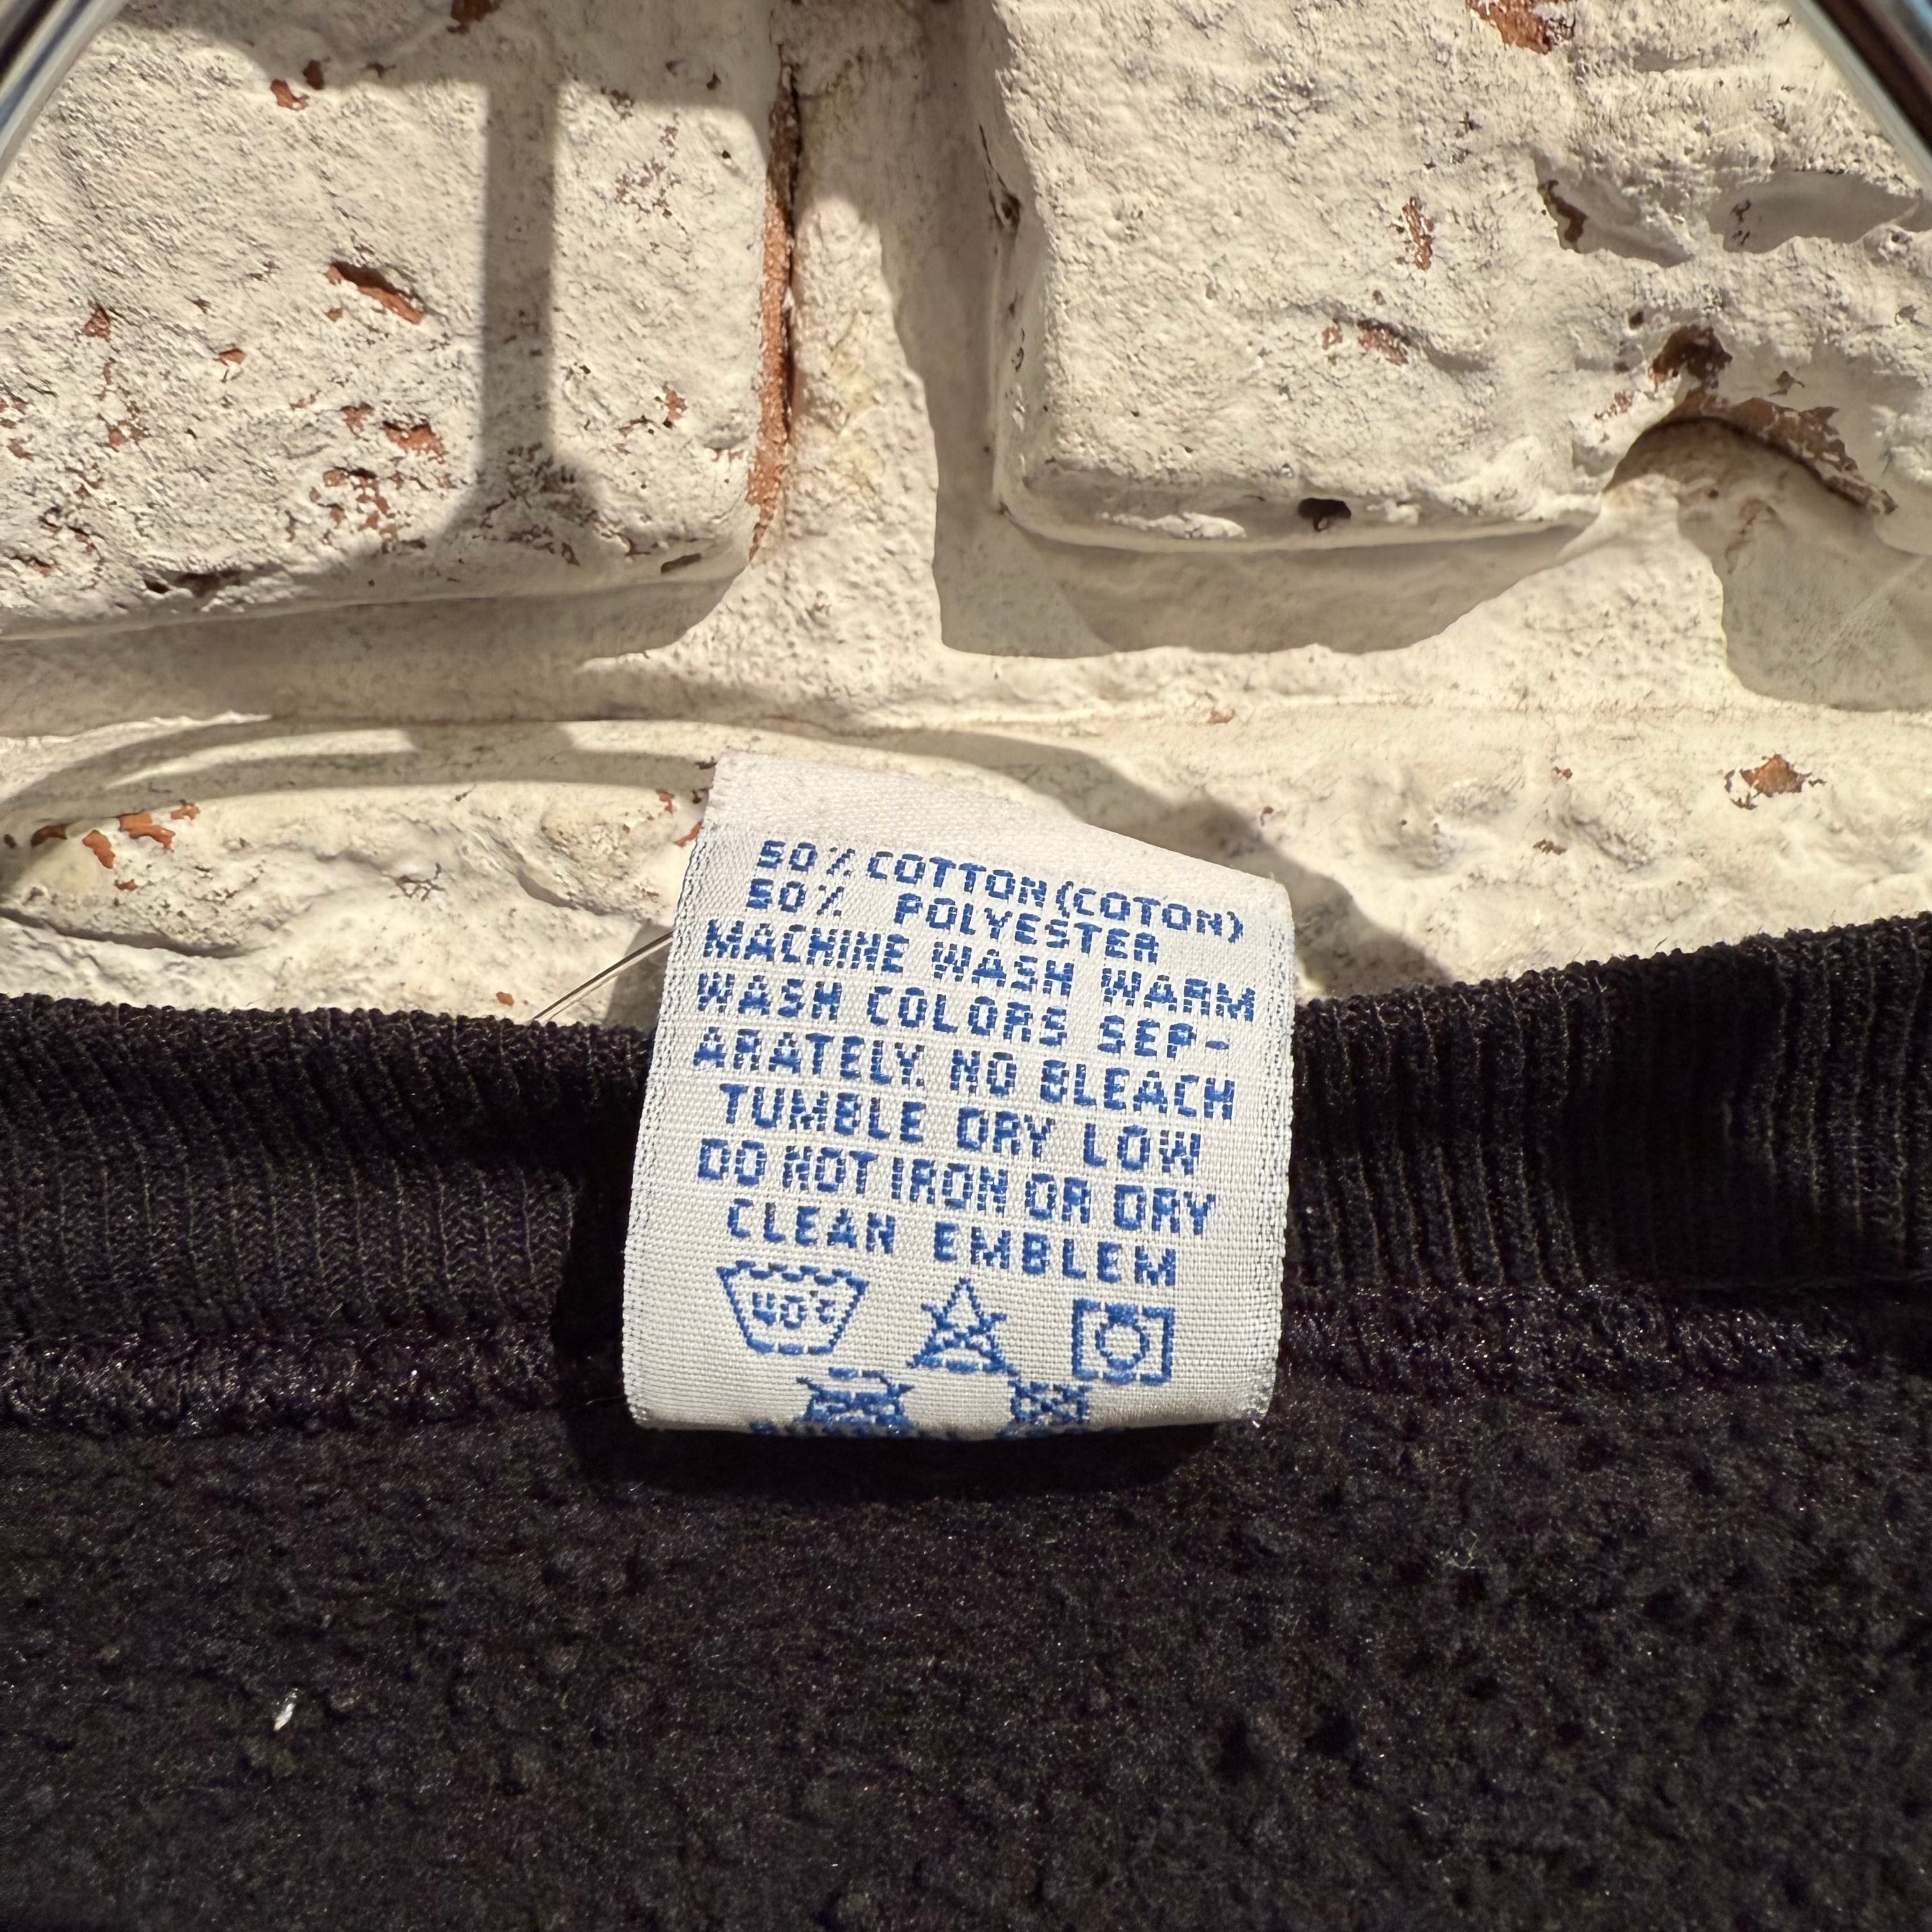 50% COTTON (COTON)
50% POLYESTER
MACHINE WASH WARM
WASH COLORS SEP-
ARATELY. NO BLEACH
TUMBLE DRY LOW
DO NOT IRON OR DRY
CLEAN EMBLEM
40°C